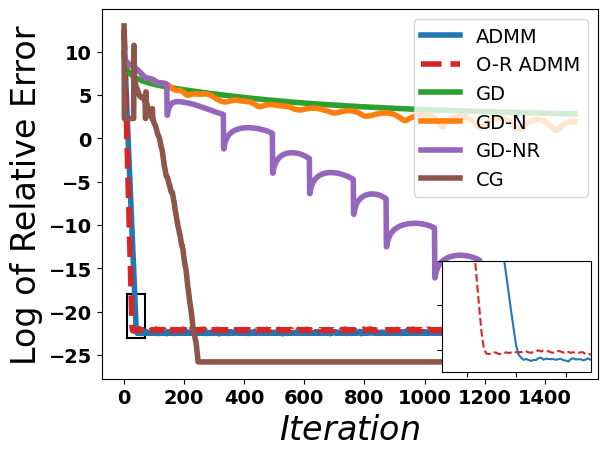 Log of Relative Error
10
5
0
−5
−10
−15
−20
−25
ADMM
O-R ADMM
GD
GD-N
GD-NR
CG
0 200 400 600 800 1000 1200 1400
Iteration